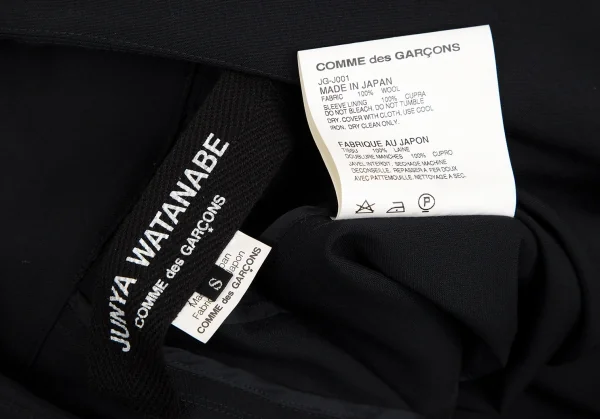 COMME des GARÇONS
JG-J001
MADE IN JAPAN
FABRIC 100% WOOL
SLEEVE LINING 100% CUPRA
DO NOT BLEACH. DO NOT TUMBLE
DRY. COVER WITH CLOTH, USE COOL
IRON. DRY CLEAN ONLY.
FABRIQUE AU JAPON
TISSU 100% LAINE
DOUBLURE MANCHES 100% CUPRO
JAVEL INTERDIT. SECHAGE MACHINE
DECONSEILLE. REPASSER A FER DOUX
AVEC PATTEMOUILLE. NETTOYAGE A SEC.
P
JUNYA WATANABE
COMME des GARÇONS
S
Japon
COMME des GARÇONS